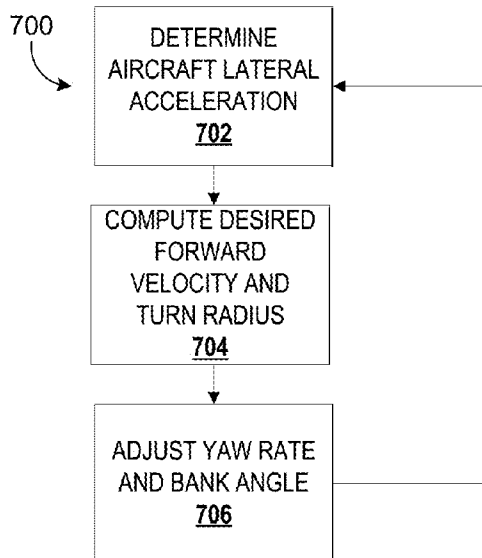 700
DETERMINE
AIRCRAFT LATERAL
ACCELERATION
702
COMPUTE DESIRED
FORWARD
VELOCITY AND
TURN RADIUS
704
ADJUST YAW RATE
AND BANK ANGLE
706